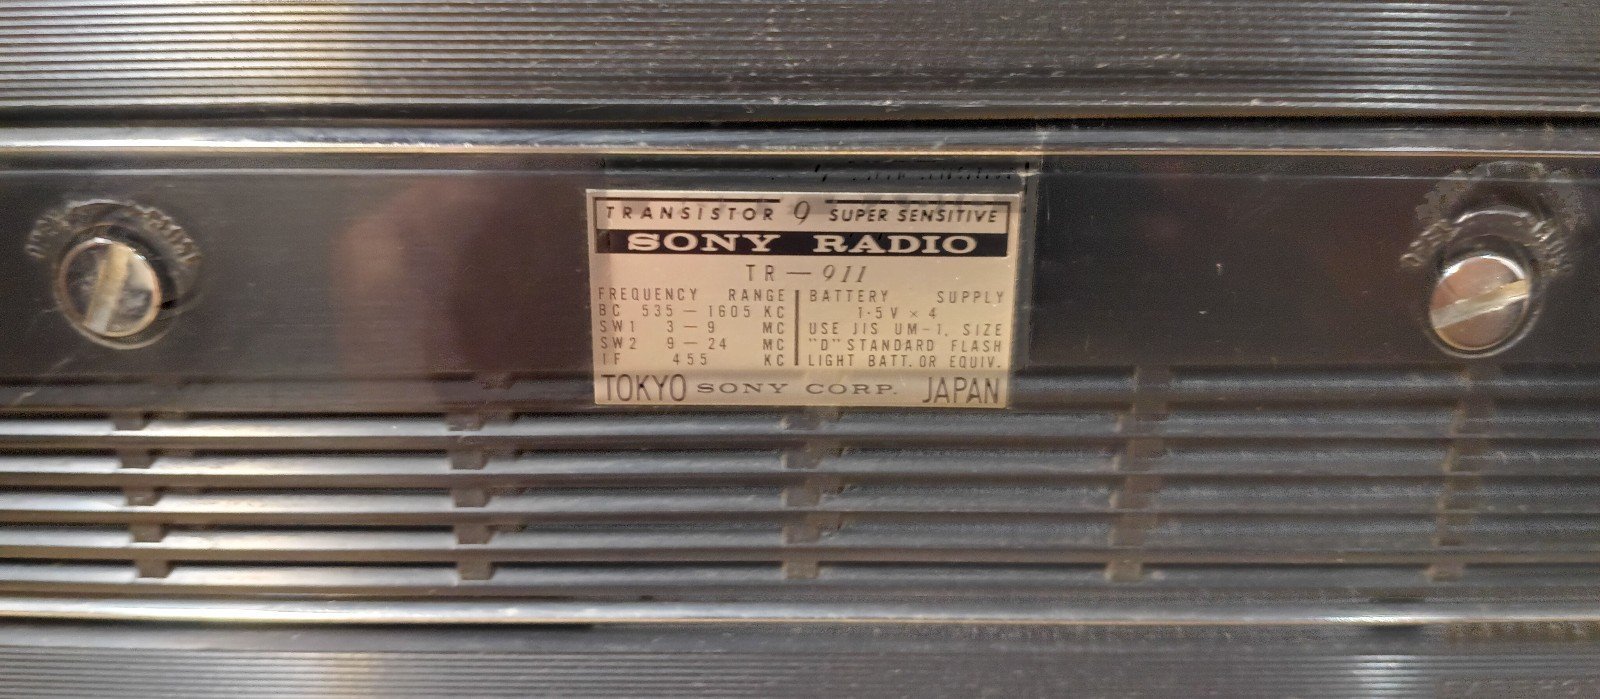 TRANSISTOR 9 SUPER SENSITIVE
SONY RADIO
TR-911
FREQUENCY RANGE
BC 535-1605 KC
SW1 3-9 MC
SW2 9-24 MC
IF 455 KC
BATTERY SUPPLY
1.5V × 4
USE JIS UM-1, SIZE
"D" STANDARD FLASH
LIGHT BATT. OR EQUIV.
TOKYO SONY CORP. JAPAN